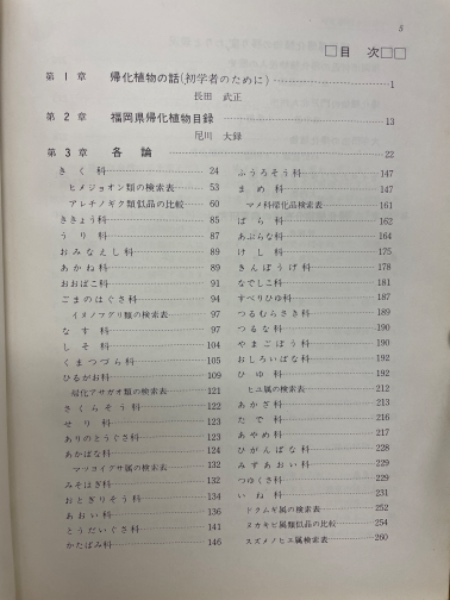 5
□目 次□□
第1章 帰化植物の話(初学者のために) 1
長田 武正
第2章 福岡県帰化植物目録 13
尼川 大録
第3章 各論 22
きく科 24
ヒメジョオン類の検索表 53
アレチノギク類似品の比較 60
ききょう科 85
うり科 87
おみなえし科 89
あかね科 89
おおばこ科 91
ごまのはぐさ科 94
イヌノフグリ類の検索表 97
なす科 97
しそ科 104
くまつづら科 105
ひるがお科 109
帰化アサガオ類の検索表 121
さくらそう科 122
せり科 123
ありのとうぐさ科 123
あかばな科 124
マツヨイグサ属の検索表 132
みそはぎ科 132
おとぎりそう科 134
あおい科 136
とうだいぐさ科 141
かたばみ科 146
ふうろそう科 147
まめ科 147
マメ科帰化品検索表 161
ばら科 162
あぶらな科 164
けし科 175
きんぽうげ科 178
なでしこ科 181
すべりひゆ科 187
つるむらさき科 189
つるな科 190
やまごぼう科 190
おしろいばな科 192
ひゆ科 192
ヒユ属の検索表 212
あかざ科 213
たで科 216
あやめ科 217
ひがんばな科 228
みずあおい科 229
つゆくさ科 229
いね科 231
ドクムギ属の検索表 252
ヌカキビ属類似品の比較 254
スズメノヒエ属検索表 260